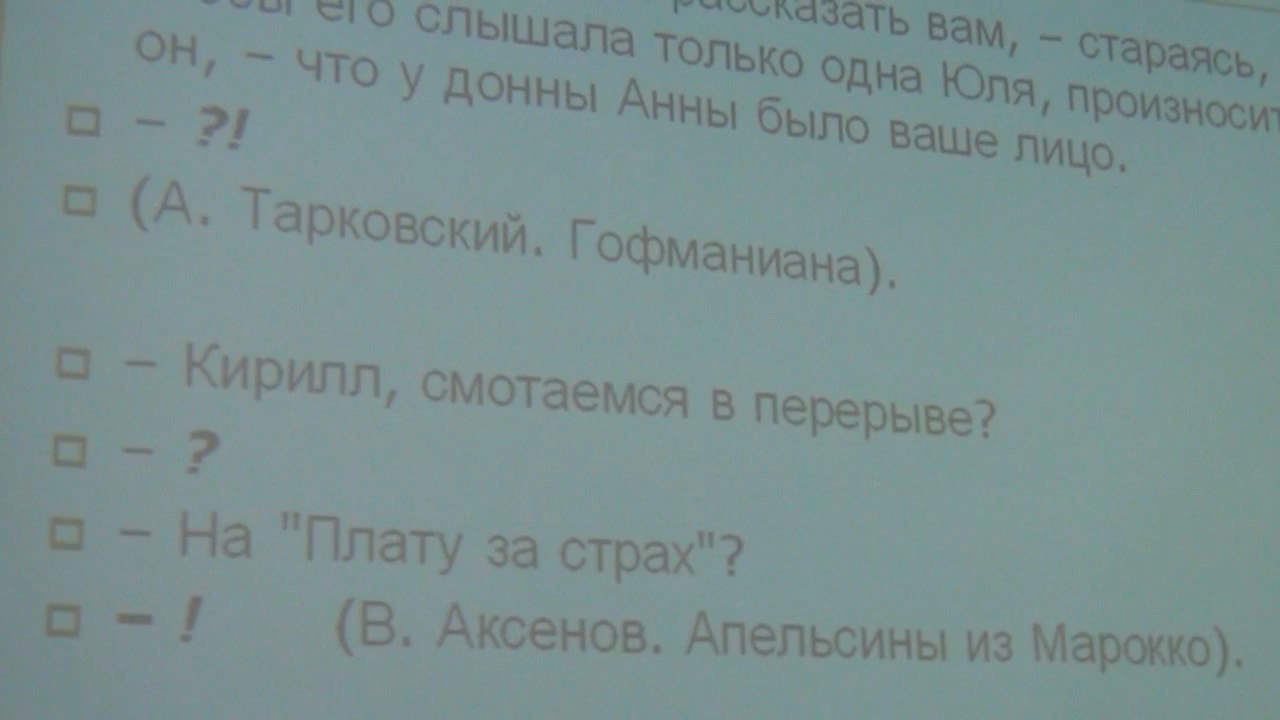 его слышала только одна Юля, произносит
рассказать вам, – стараясь,
он, – что у донны Анны было ваше лицо.
– ?!
(А. Тарковский. Гофманиана).
– Кирилл, смотаемся в перерыве?
– ?
– На "Плату за страх"?
– ! (В. Аксенов. Апельсины из Марокко).